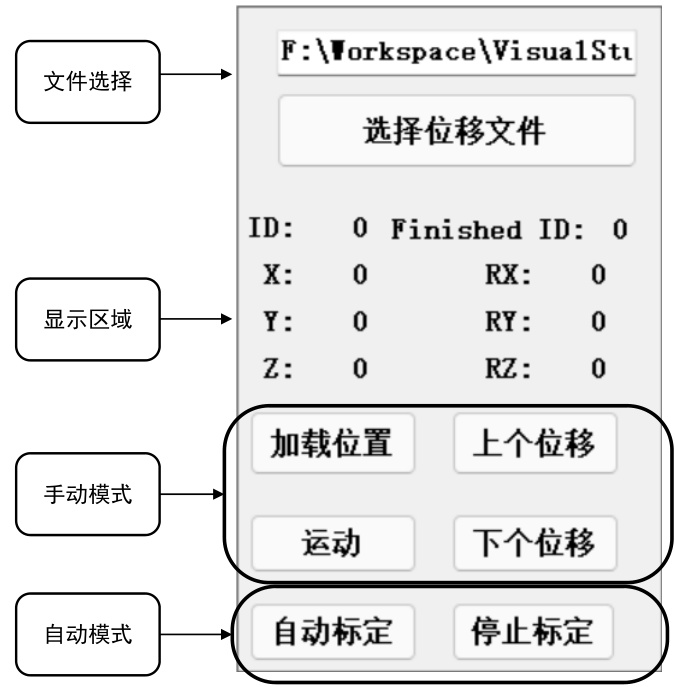 文件选择
F:\Workspace\VisualStu
选择位移文件
显示区域
ID: 0 Finished ID: 0
X: 0 RX: 0
Y: 0 RY: 0
Z: 0 RZ: 0
手动模式
加载位置 上个位移
运动 下个位移
自动模式
自动标定 停止标定